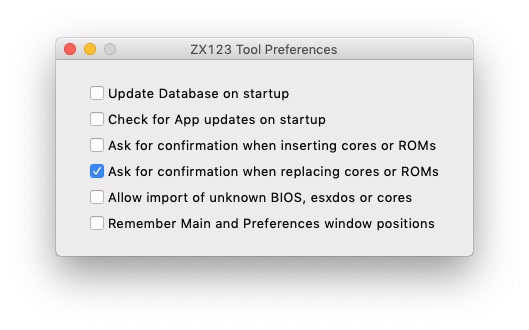 ZX123 Tool Preferences
Update Database on startup
Check for App updates on startup
Ask for confirmation when inserting cores or ROMs
Ask for confirmation when replacing cores or ROMs
Allow import of unknown BIOS, esxdos or cores
Remember Main and Preferences window positions